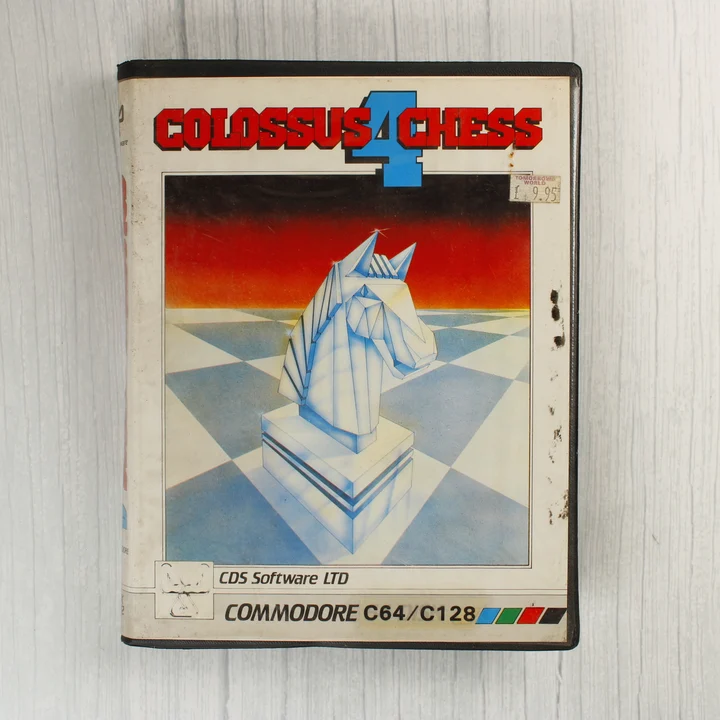 COLOSSUS 4 CHESS
TOMORROWS
WORLD
£ 9.95
CDS Software LTD
COMMODORE C64/C128